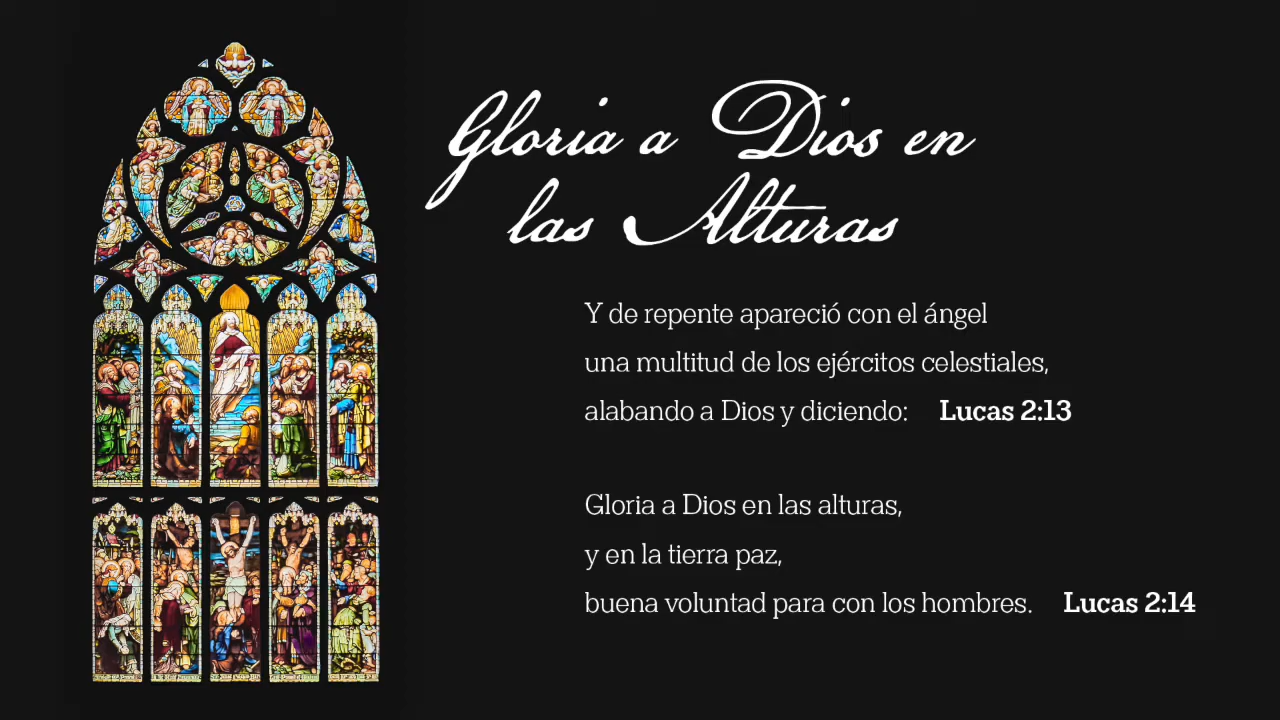 Gloria a Dios en
las Alturas
Y de repente apareció con el ángel
una multitud de los ejércitos celestiales,
alabando a Dios y diciendo: Lucas 2:13
Gloria a Dios en las alturas,
y en la tierra paz,
buena voluntad para con los hombres. Lucas 2:14